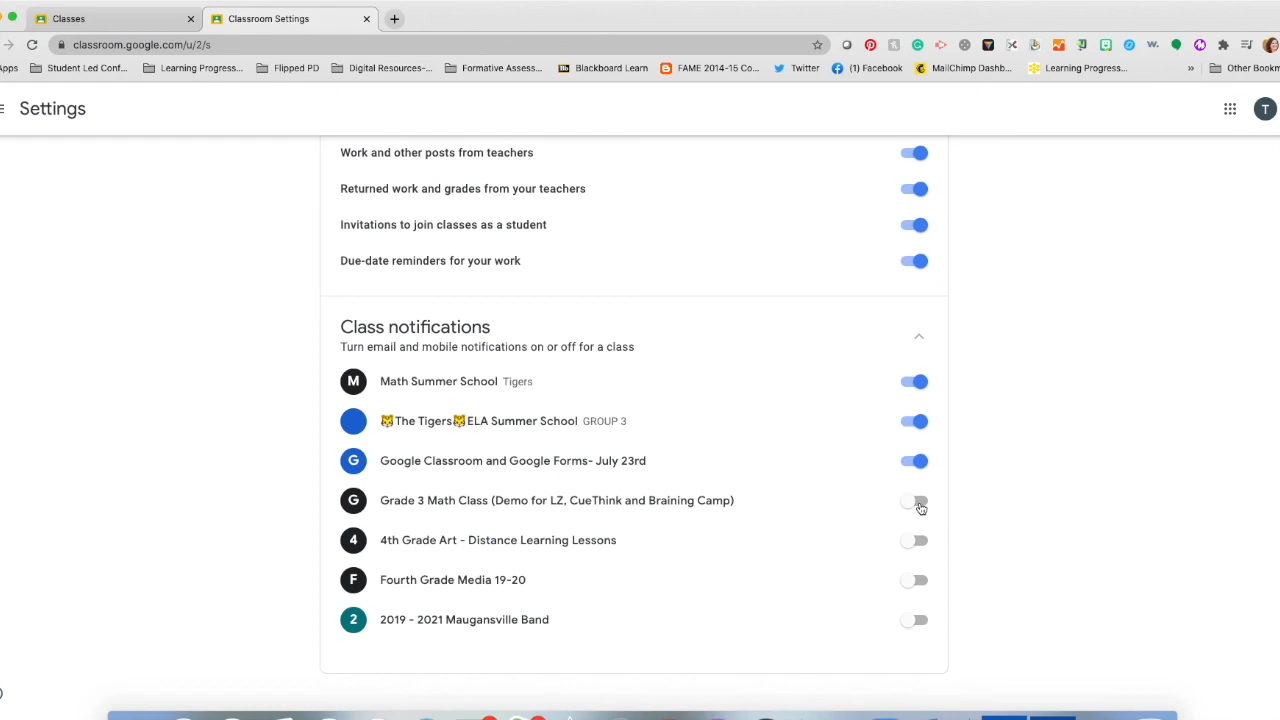 Classes
Classroom Settings
classroom.google.com/u/2/s
Apps
Student Led Conf...
Learning Progress...
Flipped PD
Digital Resources-...
Formative Assess...
Bb Blackboard Learn
FAME 2014-15 Co...
Twitter
(1) Facebook
MailChimp Dashb...
Learning Progress...
»
Other Bookm
Settings
T
Work and other posts from teachers
Returned work and grades from your teachers
Invitations to join classes as a student
Due-date reminders for your work
Class notifications
Turn email and mobile notifications on or off for a class
M Math Summer School Tigers
🐯The Tigers🐯ELA Summer School GROUP 3
G Google Classroom and Google Forms- July 23rd
G Grade 3 Math Class (Demo for LZ, CueThink and Braining Camp)
4 4th Grade Art - Distance Learning Lessons
F Fourth Grade Media 19-20
2 2019 - 2021 Maugansville Band